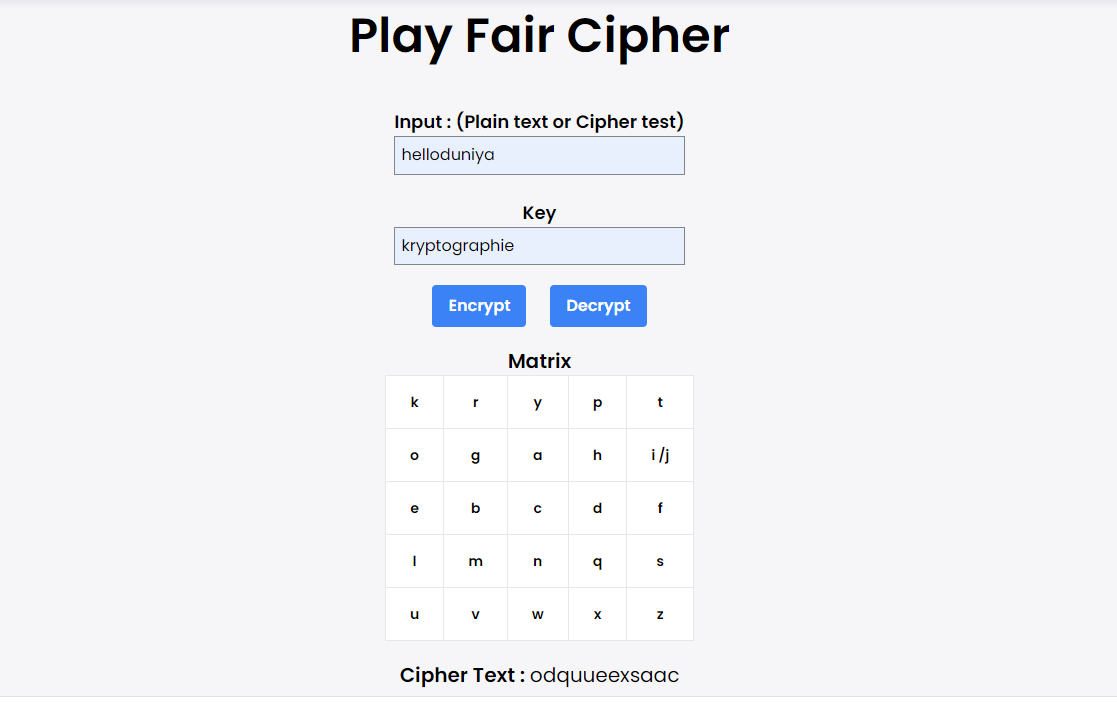 Play Fair Cipher
Input : (Plain text or Cipher test)
helloduniya
Key
kryptographie
Encrypt Decrypt
Matrix
k r y p t
o g a h i /j
e b c d f
l m n q s
u v w x z
Cipher Text : odquueexsaac